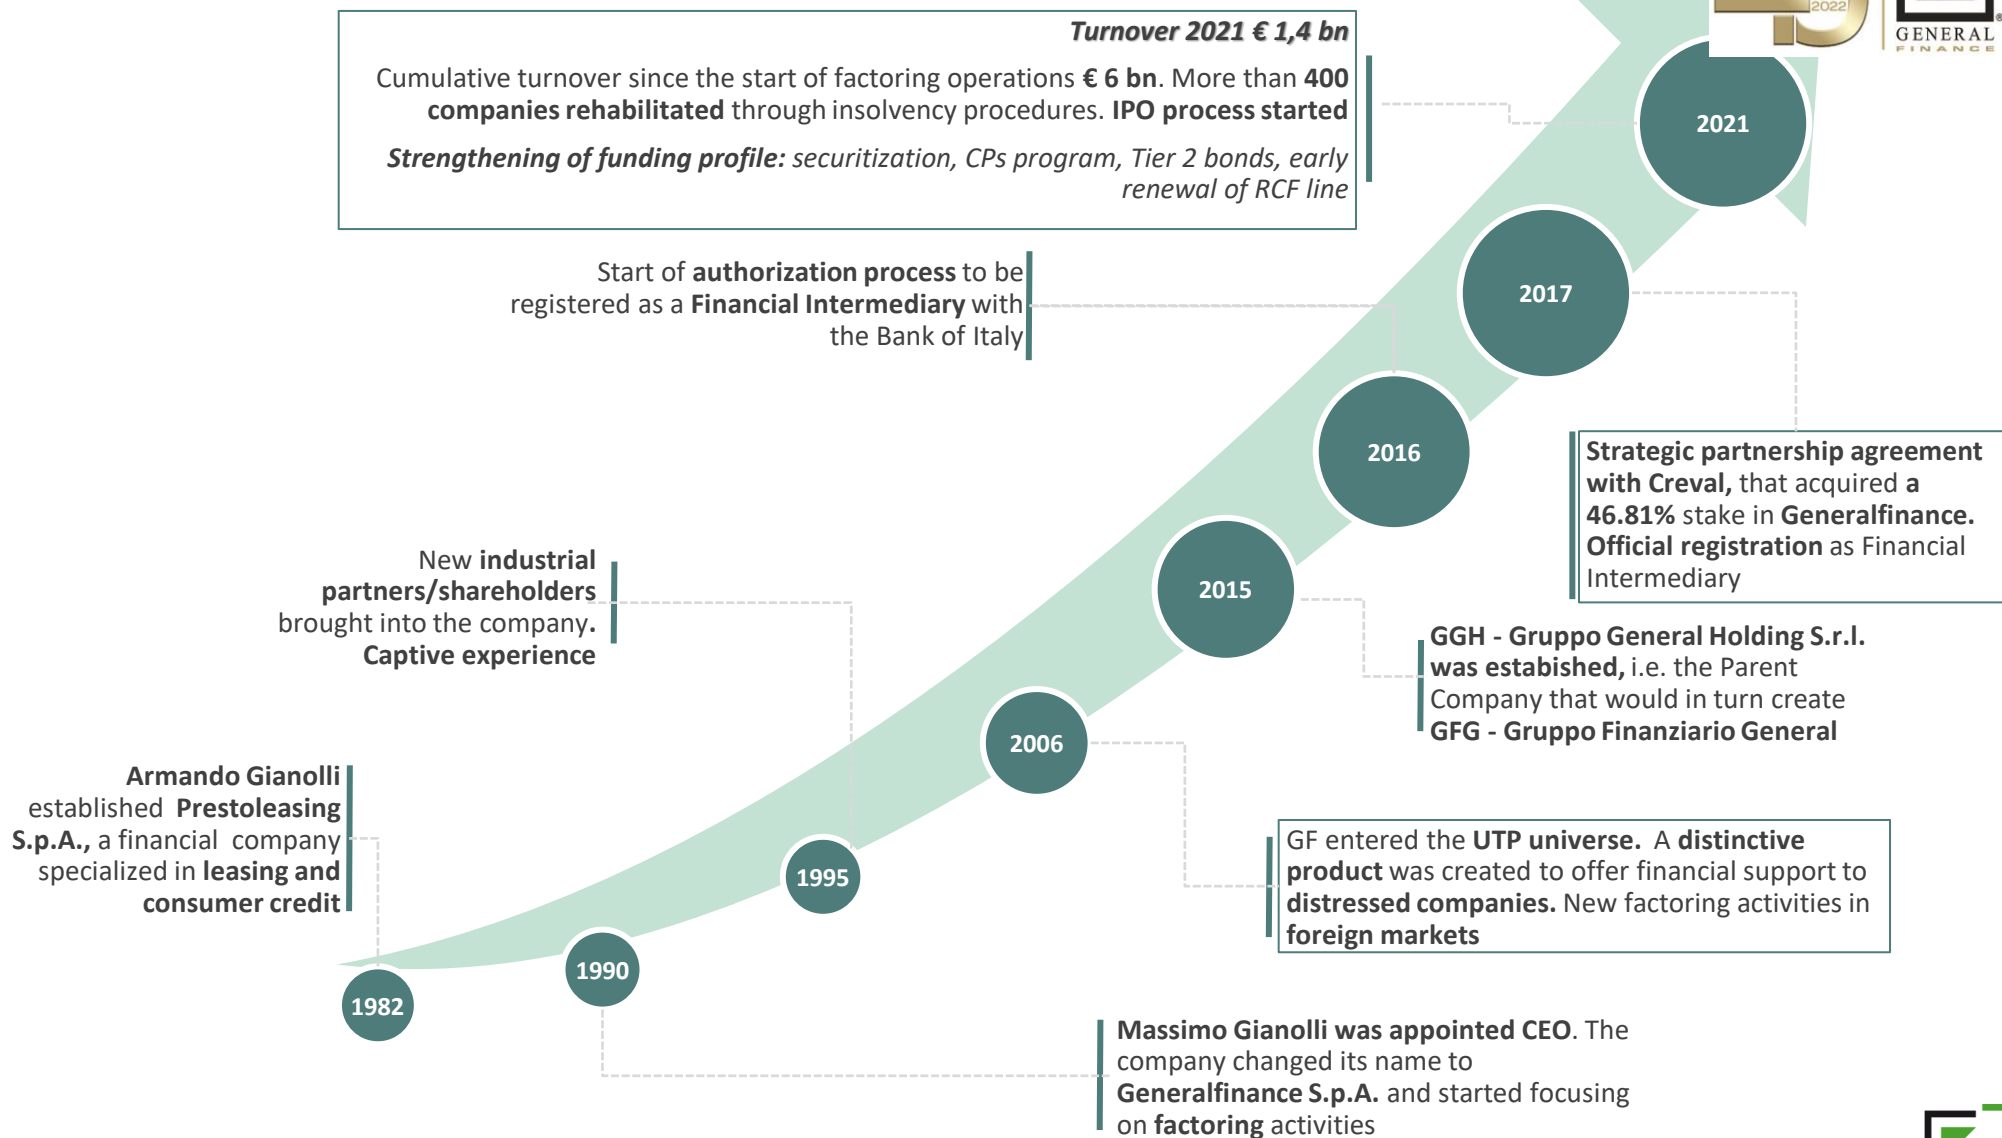 2022
GENERAL
FINANCE
Turnover 2021 € 1,4 bn
Cumulative turnover since the start of factoring operations € 6 bn. More than 400
companies rehabilitated through insolvency procedures. IPO process started
Strengthening of funding profile: securitization, CPs program, Tier 2 bonds, early
renewal of RCF line
2021
Start of authorization process to be
registered as a Financial Intermediary with
the Bank of Italy
2017
2016
Strategic partnership agreement
with Creval, that acquired a
46.81% stake in Generalfinance.
Official registration as Financial
Intermediary
New industrial
partners/shareholders
brought into the company.
Captive experience
2015
GGH - Gruppo General Holding S.r.l.
was estabished, i.e. the Parent
Company that would in turn create
GFG - Gruppo Finanziario General
2006
Armando Gianolli
established Prestoleasing
S.p.A., a financial company
specialized in leasing and
consumer credit
1995
GF entered the UTP universe. A distinctive
product was created to offer financial support to
distressed companies. New factoring activities in
foreign markets
1990
1982
Massimo Gianolli was appointed CEO. The
company changed its name to
Generalfinance S.p.A. and started focusing
on factoring activities